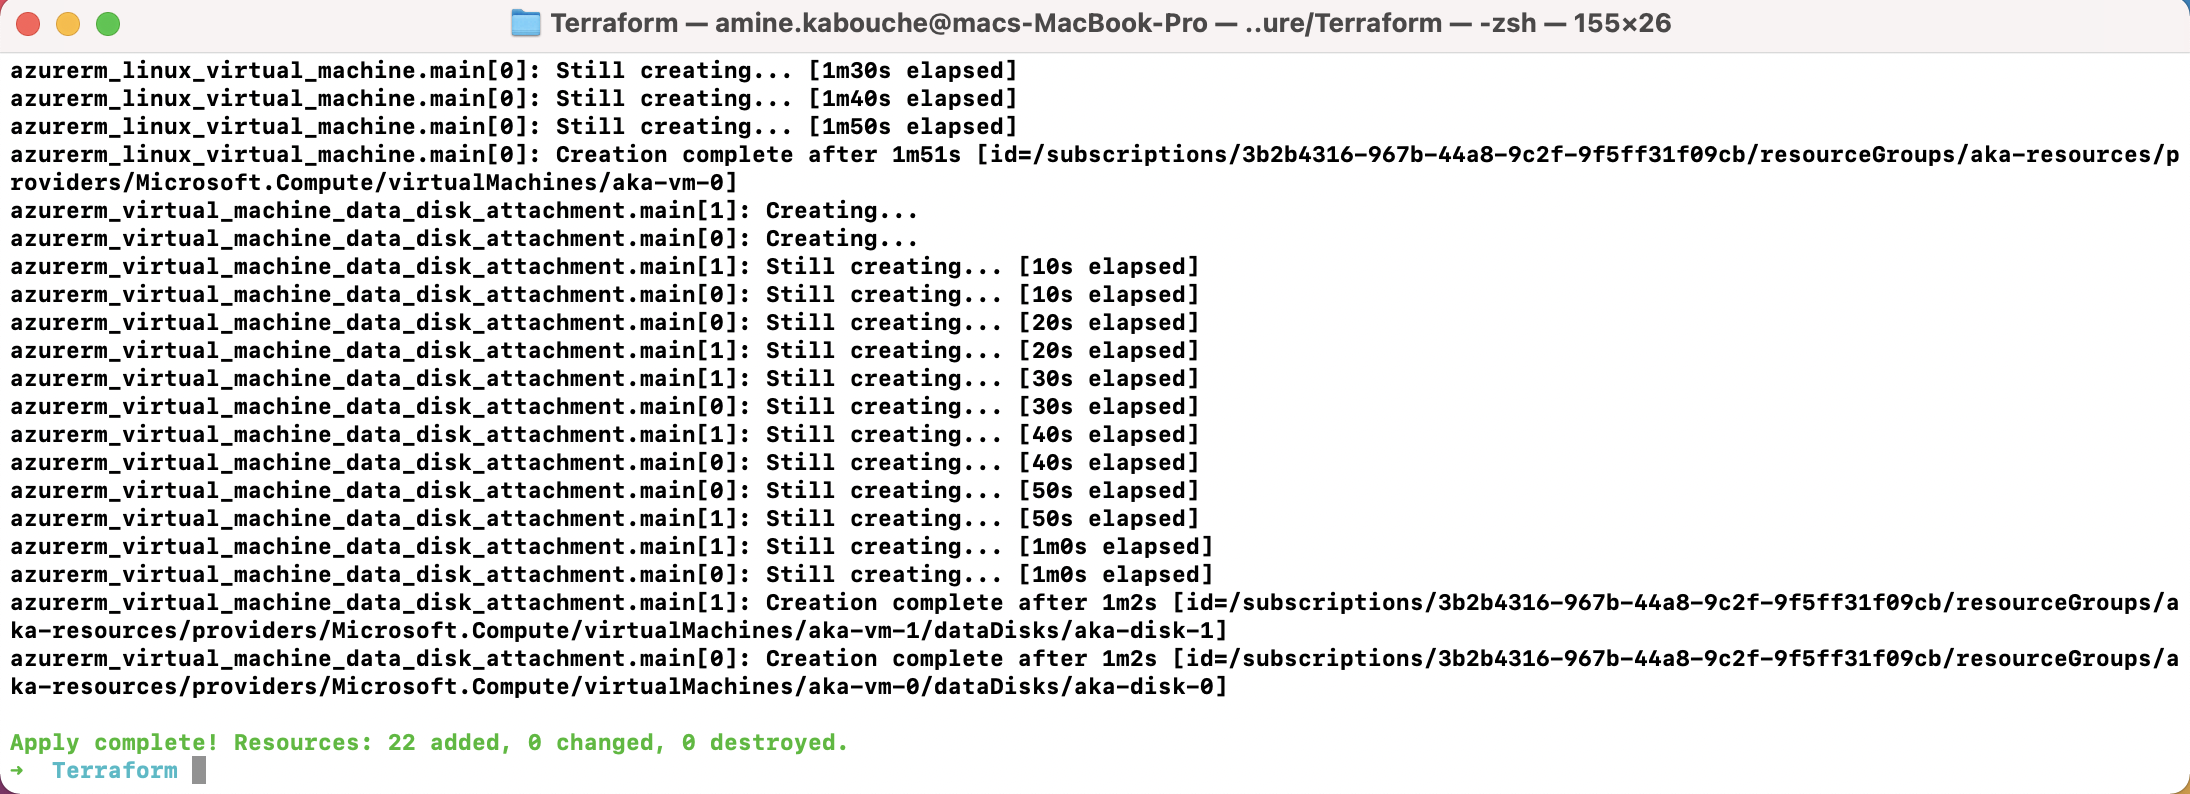 Terraform — amine.kabouche@macs-MacBook-Pro — ..ure/Terraform — -zsh — 155×26
azurerm_linux_virtual_machine.main[0]: Still creating... [1m30s elapsed]
azurerm_linux_virtual_machine.main[0]: Still creating... [1m40s elapsed]
azurerm_linux_virtual_machine.main[0]: Still creating... [1m50s elapsed]
azurerm_linux_virtual_machine.main[0]: Creation complete after 1m51s [id=/subscriptions/3b2b4316-967b-44a8-9c2f-9f5ff31f09cb/resourceGroups/aka-resources/p
roviders/Microsoft.Compute/virtualMachines/aka-vm-0]
azurerm_virtual_machine_data_disk_attachment.main[1]: Creating...
azurerm_virtual_machine_data_disk_attachment.main[0]: Creating...
azurerm_virtual_machine_data_disk_attachment.main[1]: Still creating... [10s elapsed]
azurerm_virtual_machine_data_disk_attachment.main[0]: Still creating... [10s elapsed]
azurerm_virtual_machine_data_disk_attachment.main[0]: Still creating... [20s elapsed]
azurerm_virtual_machine_data_disk_attachment.main[1]: Still creating... [20s elapsed]
azurerm_virtual_machine_data_disk_attachment.main[1]: Still creating... [30s elapsed]
azurerm_virtual_machine_data_disk_attachment.main[0]: Still creating... [30s elapsed]
azurerm_virtual_machine_data_disk_attachment.main[1]: Still creating... [40s elapsed]
azurerm_virtual_machine_data_disk_attachment.main[0]: Still creating... [40s elapsed]
azurerm_virtual_machine_data_disk_attachment.main[0]: Still creating... [50s elapsed]
azurerm_virtual_machine_data_disk_attachment.main[1]: Still creating... [50s elapsed]
azurerm_virtual_machine_data_disk_attachment.main[1]: Still creating... [1m0s elapsed]
azurerm_virtual_machine_data_disk_attachment.main[0]: Still creating... [1m0s elapsed]
azurerm_virtual_machine_data_disk_attachment.main[1]: Creation complete after 1m2s [id=/subscriptions/3b2b4316-967b-44a8-9c2f-9f5ff31f09cb/resourceGroups/a
ka-resources/providers/Microsoft.Compute/virtualMachines/aka-vm-1/dataDisks/aka-disk-1]
azurerm_virtual_machine_data_disk_attachment.main[0]: Creation complete after 1m2s [id=/subscriptions/3b2b4316-967b-44a8-9c2f-9f5ff31f09cb/resourceGroups/a
ka-resources/providers/Microsoft.Compute/virtualMachines/aka-vm-0/dataDisks/aka-disk-0]
Apply complete! Resources: 22 added, 0 changed, 0 destroyed.
➜ Terraform